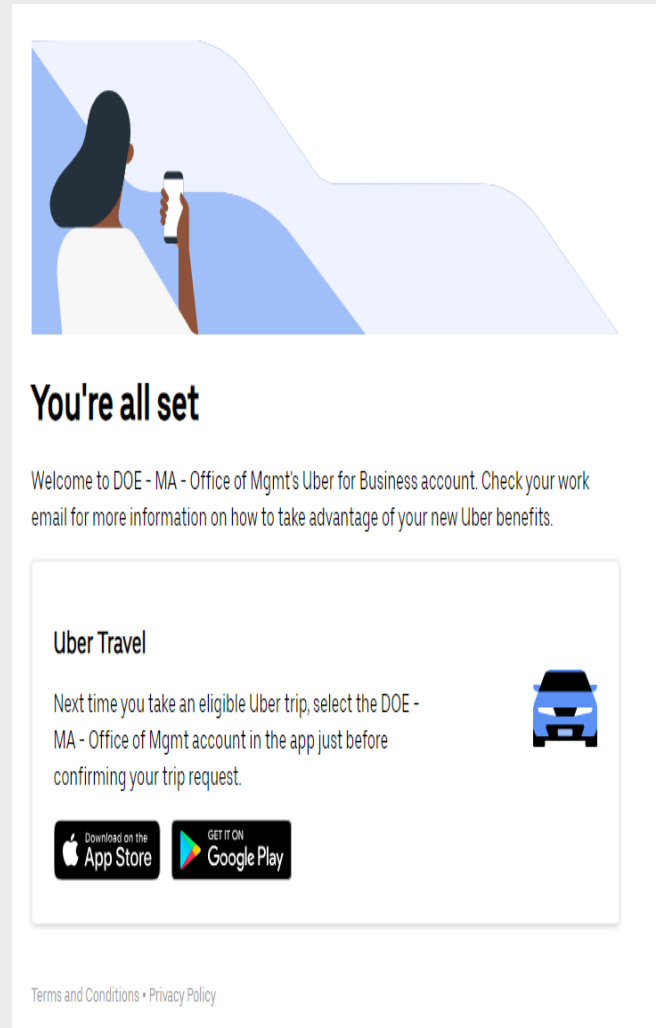 You're all set
Welcome to DOE - MA - Office of Mgmt's Uber for Business account. Check your work
email for more information on how to take advantage of your new Uber benefits.
Uber Travel
Next time you take an eligible Uber trip, select the DOE -
MA - Office of Mgmt account in the app just before
confirming your trip request.
Download on the
App Store
GET IT ON
Google Play
Terms and Conditions • Privacy Policy